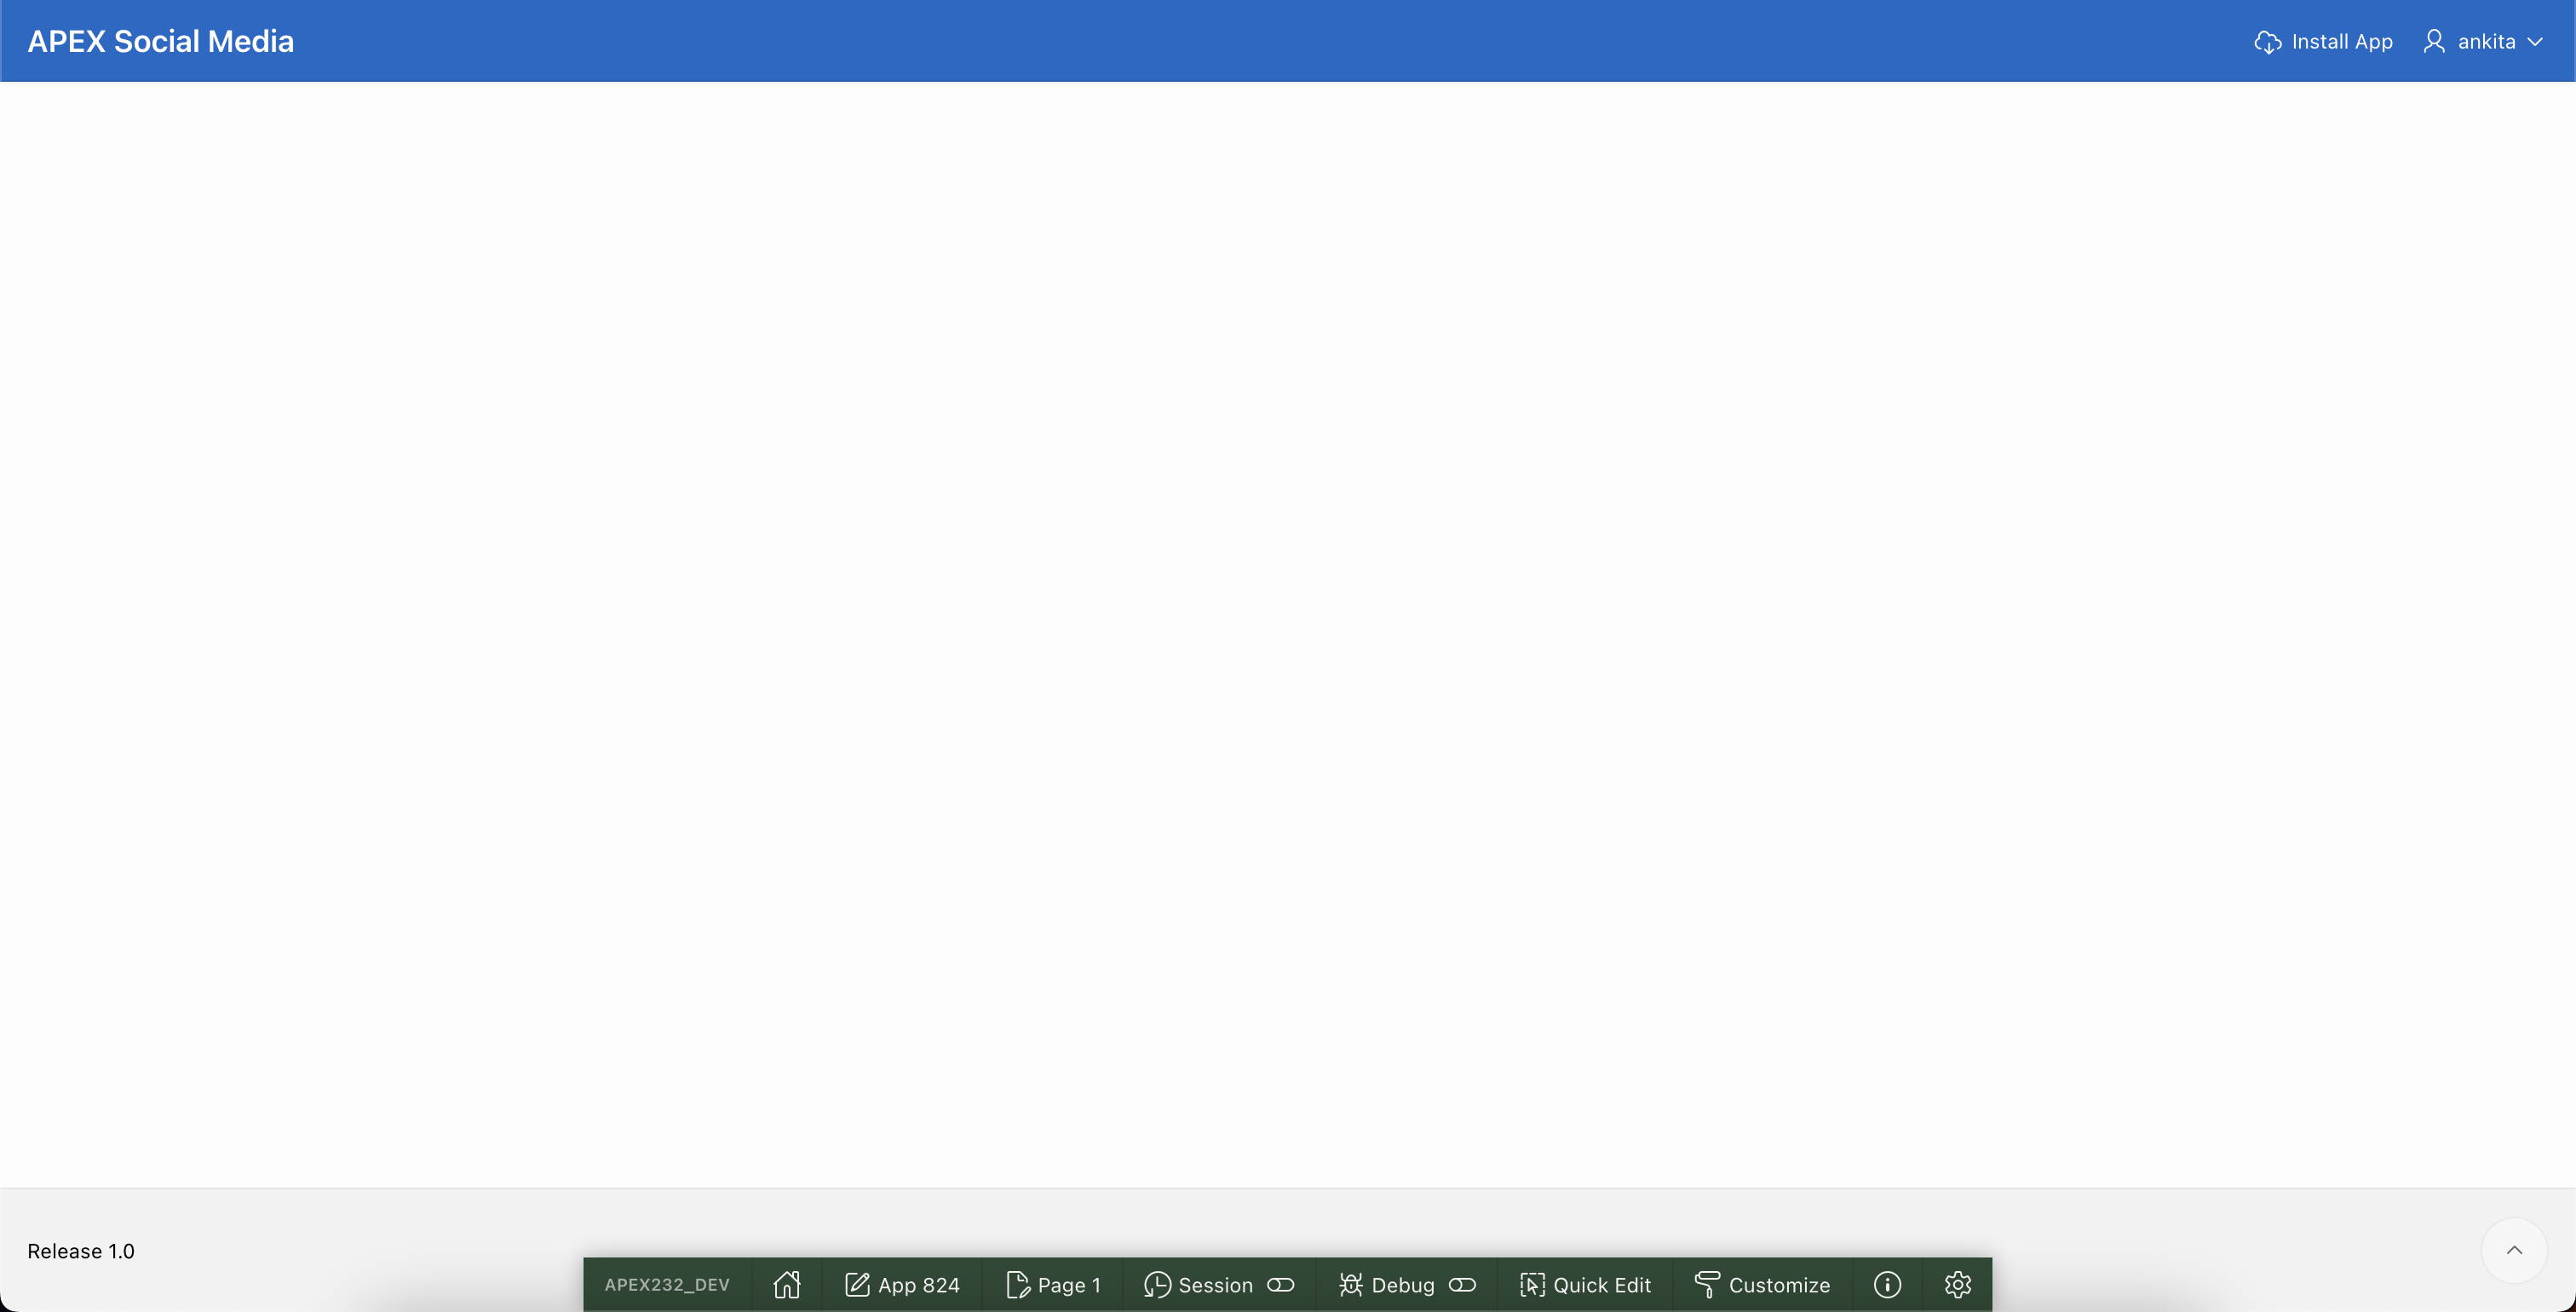 APEX Social Media
Install App
ankita
Release 1.0
APEX232_DEV
App 824
Page 1
Session
Debug
Quick Edit
Customize